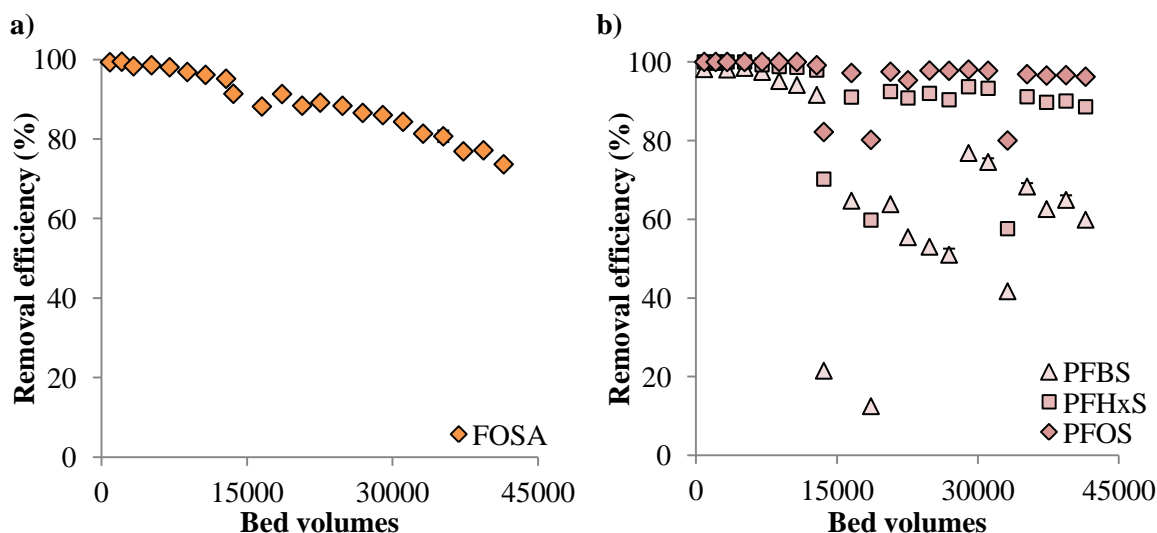 a)
Removal efficiency (%)
100
80
60
40
20
0
FOSA
0 15000 30000 45000
Bed volumes
b)
Removal efficiency (%)
100
80
60
40
20
0
PFBS
PFHxS
PFOS
0 15000 30000 45000
Bed volumes